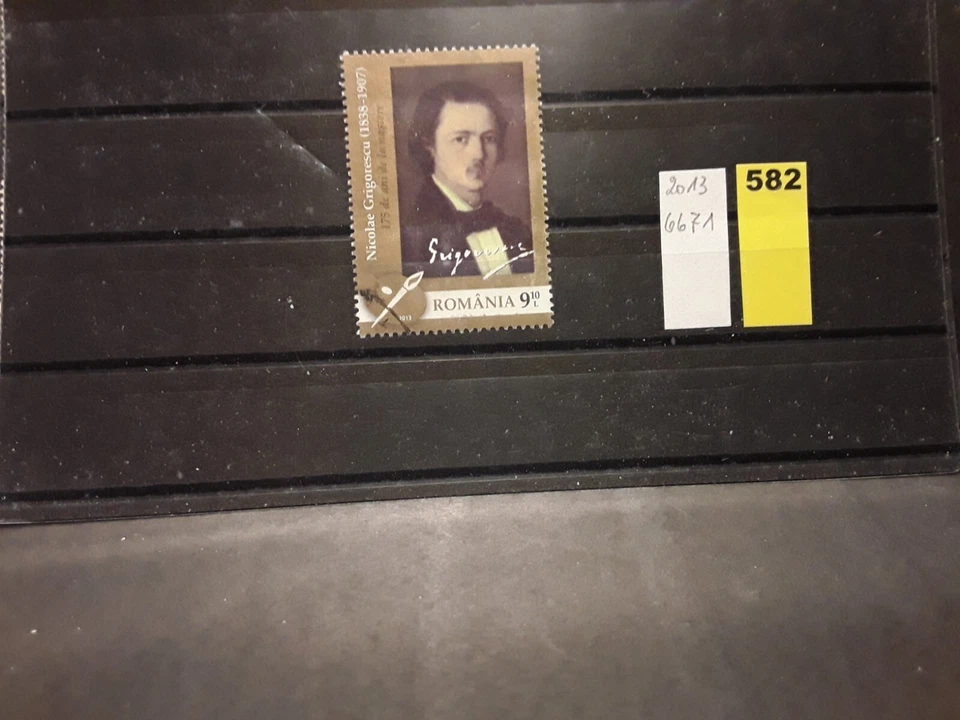 Nicolae Grigorescu (1838-1907)
175 de ani de la naștere
Grigorescu
2013
ROMÂNIA 9 10 L
2013
6671
582